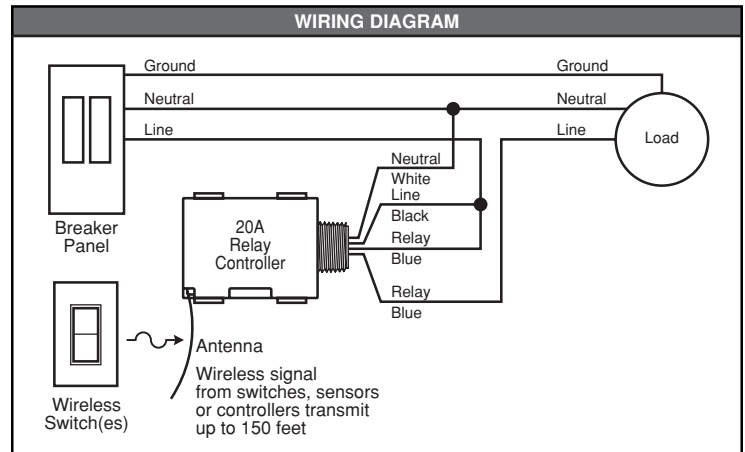 WIRING DIAGRAM
Ground
Ground
Neutral
Neutral
Line
Line
Load
Breaker
Panel
Neutral
White
Line
Black
Relay
Blue
Relay
Blue
20A
Relay
Controller
Antenna
Wireless signal
from switches, sensors
or controllers transmit
up to 150 feet
Wireless
Switch(es)